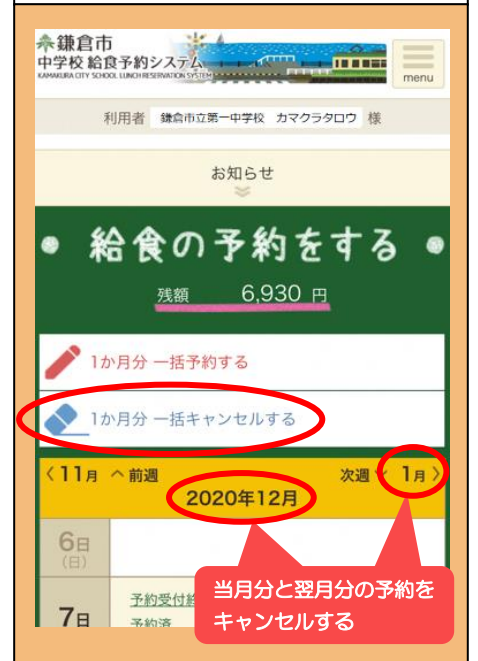 鎌倉市
中学校 給食予約システム
KAMAKURA CITY SCHOOL LUNCH RESERVATION SYSTEM
menu
利用者 鎌倉市立第一中学校 カマクラタロウ 様
お知らせ
給食の予約をする
残額 6,930 円
1か月分 一括予約する
1か月分 一括キャンセルする
11月 前週 次週 1月
2020年12月
6日
(日)
予約受付
7日 予約済
当月分と翌月分の予約を
キャンセルする